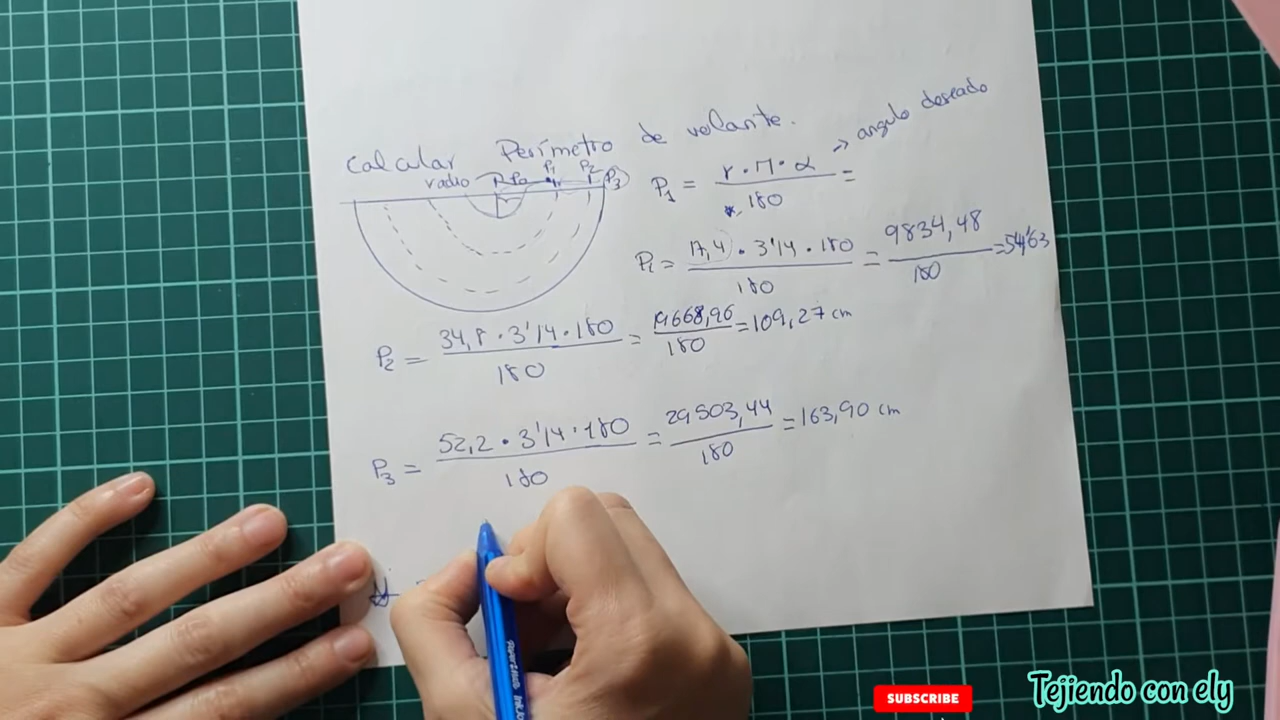 Calcular Perímetro de volante.
radio P1 P2 P3
P1 = r · π · α / 180 =
→ angulo deseado
P1 = 17,4 · 3'14 · 180 / 180 = 9834,48 / 180 = 54'63
P2 = 34,8 · 3'14 · 180 / 180 = 19668,96 / 180 = 109,27 cm
P3 = 52,2 · 3'14 · 180 / 180 = 29503,44 / 180 = 163,90 cm
SUBSCRIBE
Tejiendo con ely